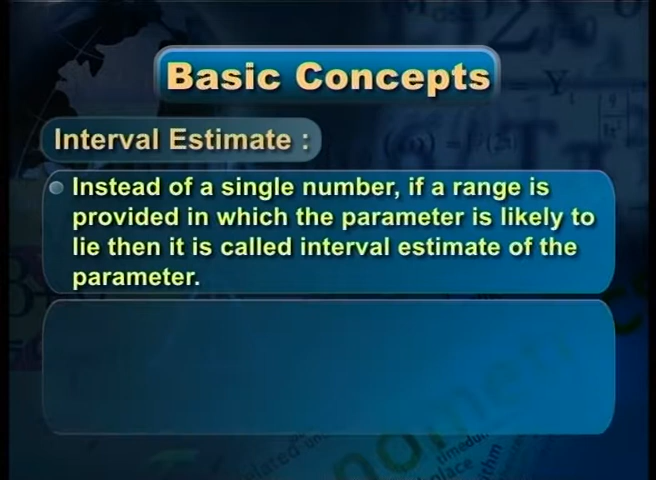 Basic Concepts
Interval Estimate :
Instead of a single number, if a range is
provided in which the parameter is likely to
lie then it is called interval estimate of the
parameter.